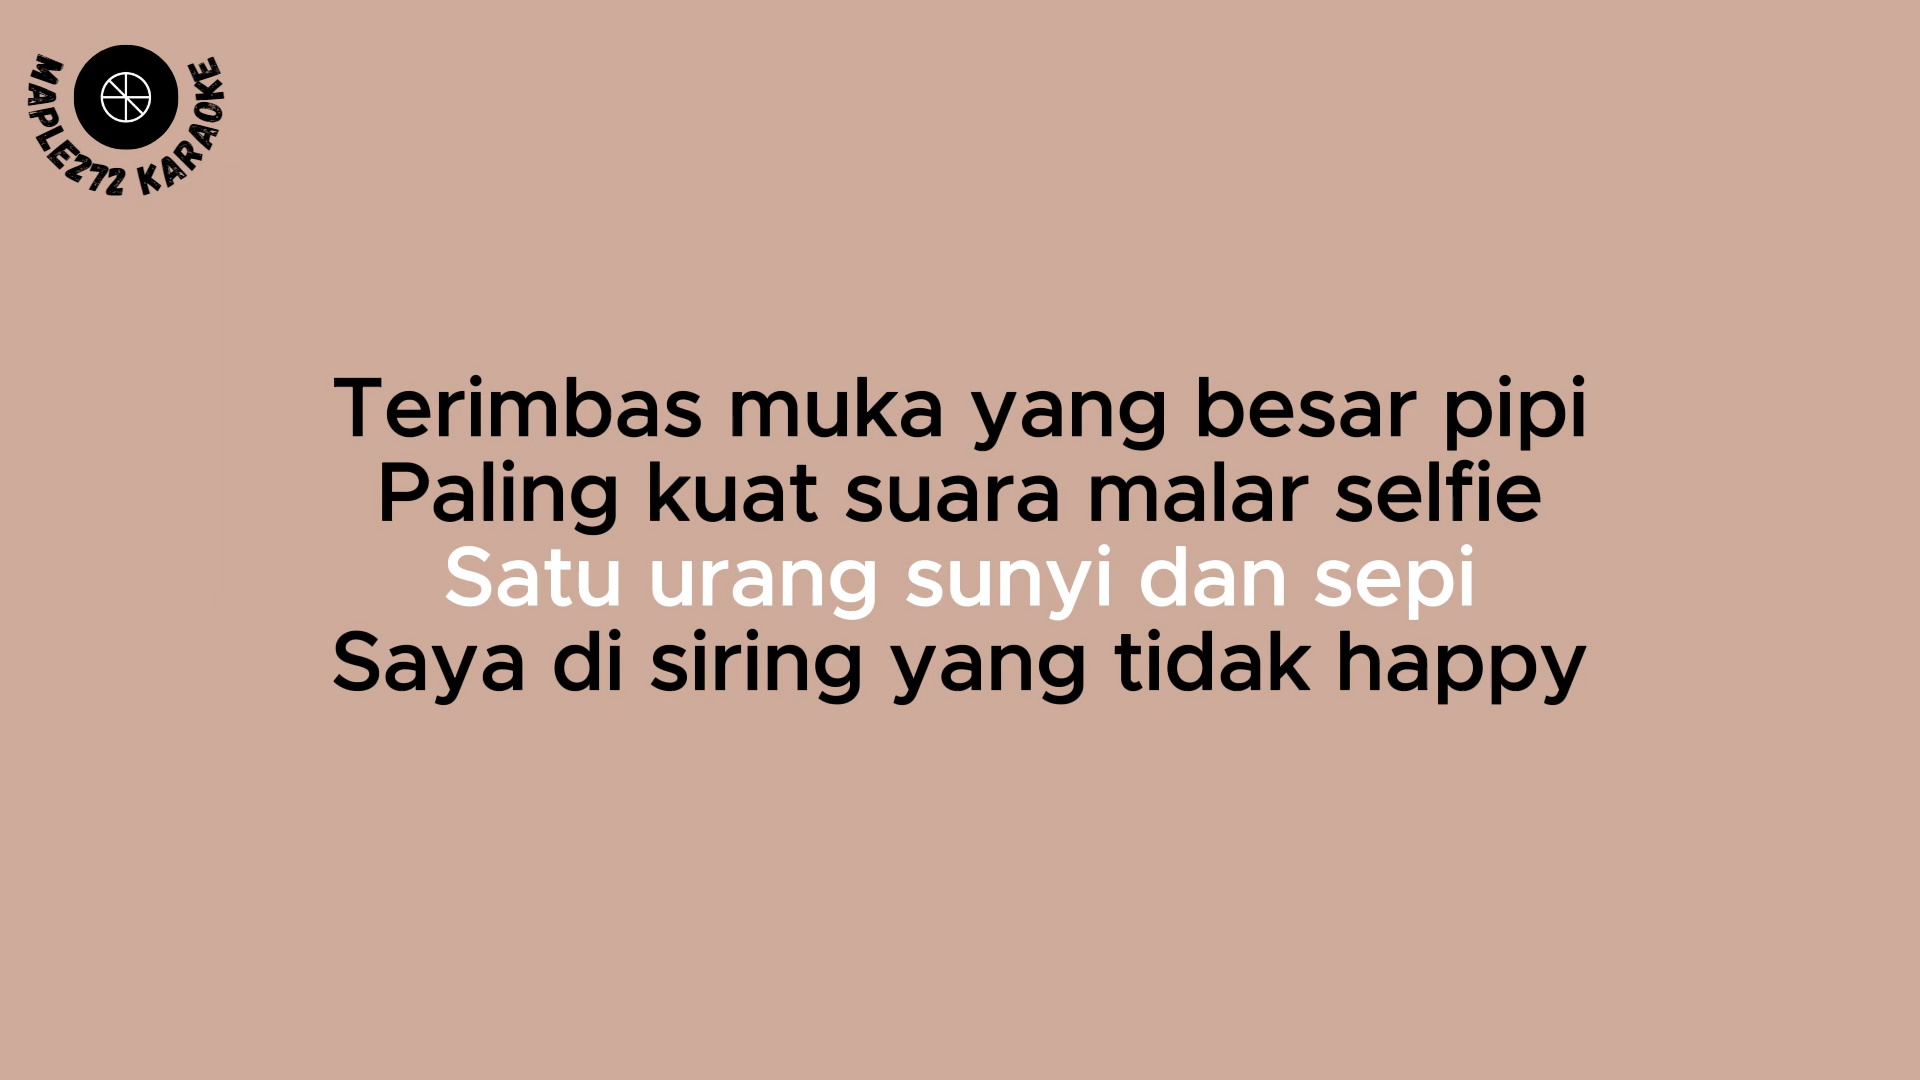 MAPLE272 KARAOKE
Terimbas muka yang besar pipi
Paling kuat suara malar selfie
Satu urang sunyi dan sepi
Saya di siring yang tidak happy